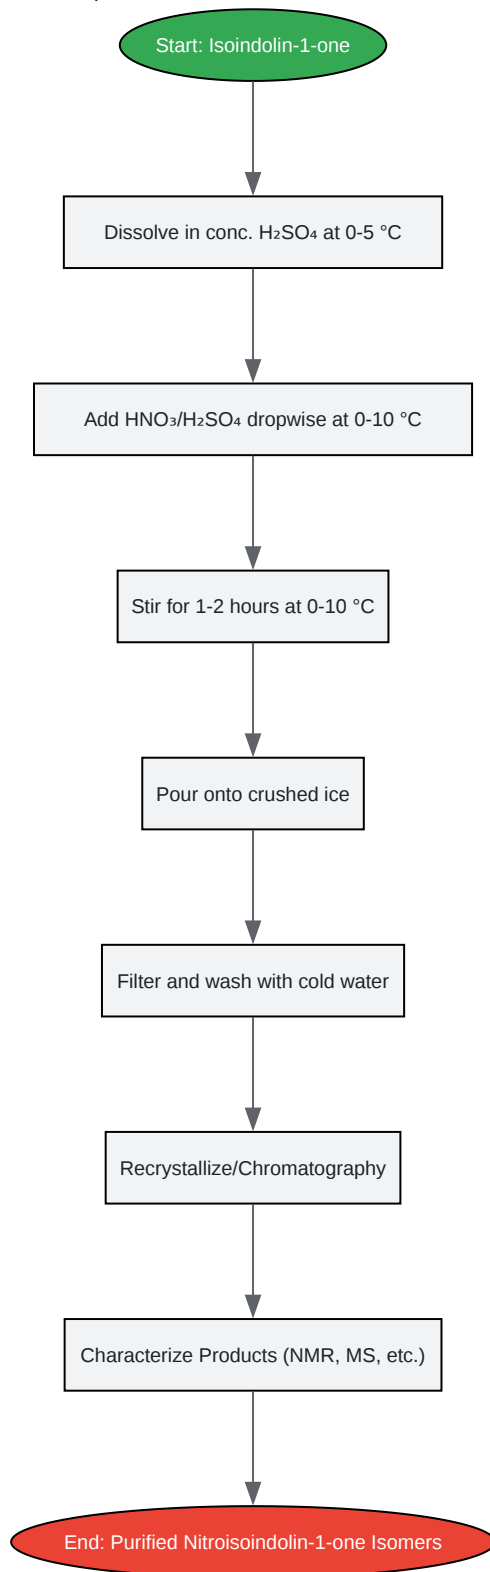 Start: Isoindolin-1-one
Dissolve in conc. H₂SO₄ at 0-5 °C
Add HNO₃/H₂SO₄ dropwise at 0-10 °C
Stir for 1-2 hours at 0-10 °C
Pour onto crushed ice
Filter and wash with cold water
Recrystallize/Chromatography
Characterize Products (NMR, MS, etc.)
End: Purified Nitroisoindolin-1-one Isomers